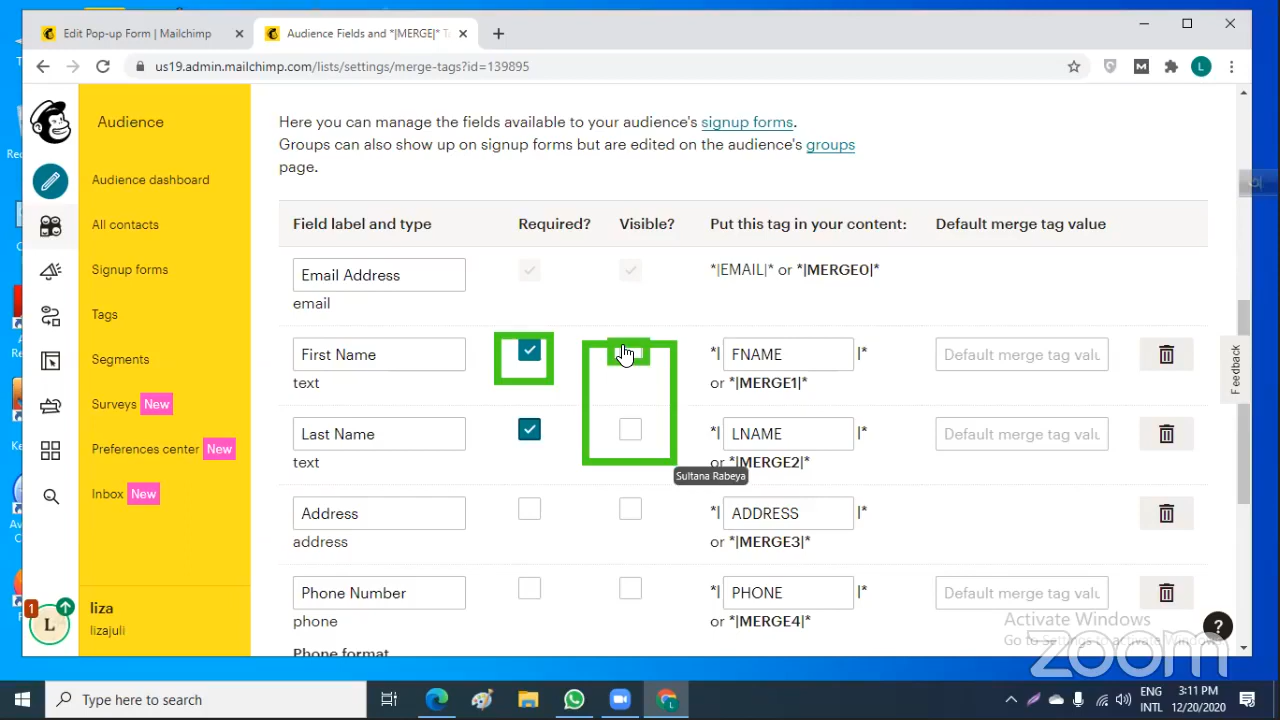 Edit Pop-up Form | Mailchimp
Audience Fields and *|MERGE|* T
us19.admin.mailchimp.com/lists/settings/merge-tags?id=139895
M
L
Audience
Audience dashboard
All contacts
Signup forms
Tags
Segments
Surveys New
Preferences center New
Inbox New
1
L
liza
lizajuli
Here you can manage the fields available to your audience's signup forms.
Groups can also show up on signup forms but are edited on the audience's groups
page.
Field label and type Required? Visible? Put this tag in your content: Default merge tag value
Email Address *|EMAIL|* or *|MERGE0|*
email
First Name *| FNAME |* Default merge tag valu
text or *|MERGE1|*
Last Name *| LNAME |* Default merge tag valu
text or *|MERGE2|*
Sultana Rabeya
Address *| ADDRESS |*
address or *|MERGE3|*
Phone Number *| PHONE |* Default merge tag valu
phone or *|MERGE4|*
Phone format
Feedback
?
Activate Windows
Go to Settings to activate Windows
zoom
Type here to search
ENG
INTL
3:11 PM
12/20/2020